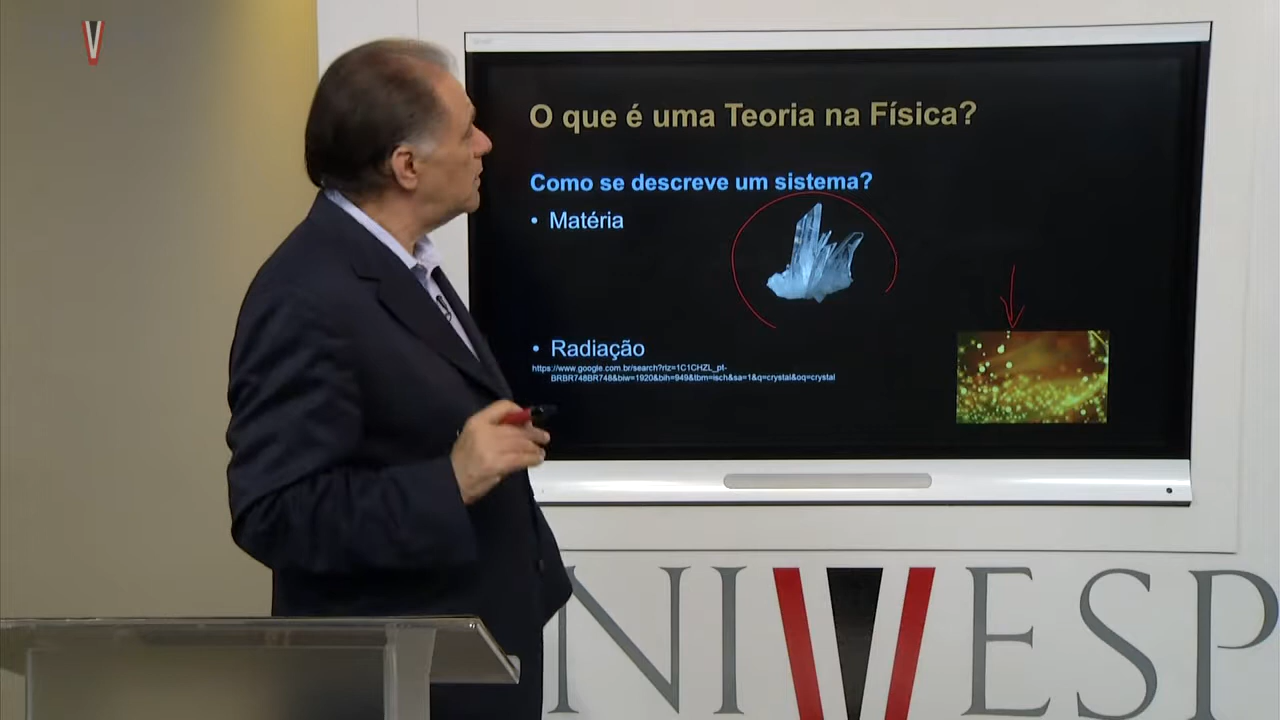 O que é uma Teoria na Física?
Como se descreve um sistema?
• Matéria
• Radiação
https://www.google.com.br/search?rlz=1C1CHZL_pt-
BRBR748BR748&biw=1920&bih=949&tbm=isch&sa=1&q=crystal&oq=crystal
NIVESP